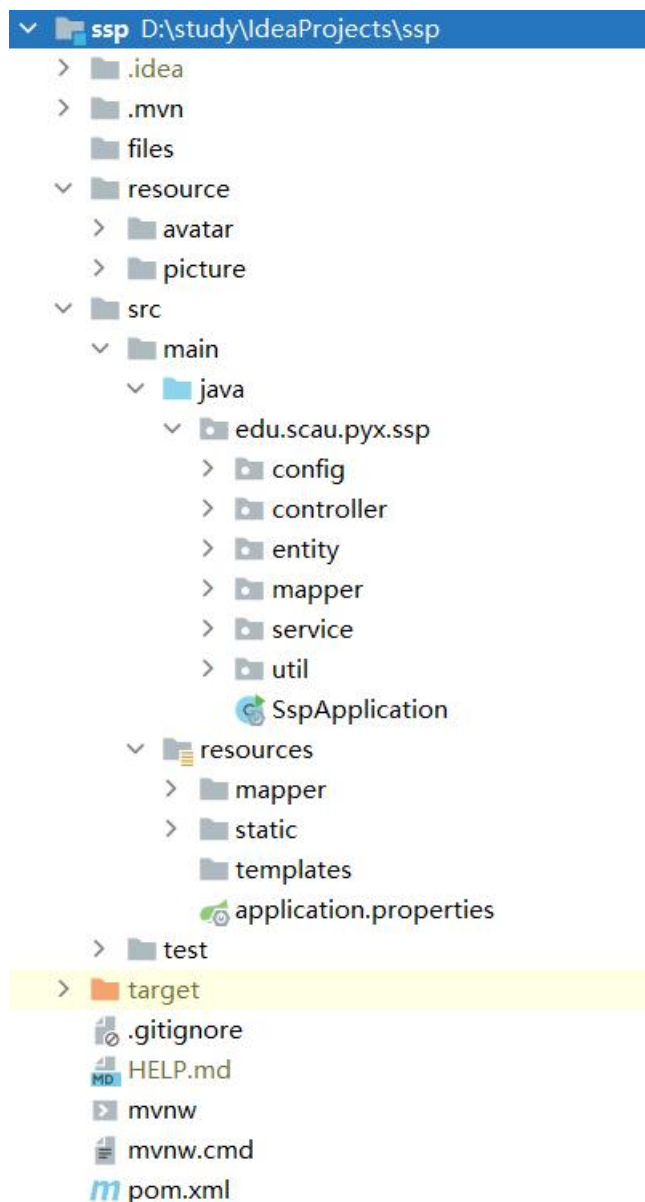 ssp D:\study\IdeaProjects\ssp
.idea
.mvn
files
resource
avatar
picture
src
main
java
edu.scau.pyx.ssp
config
controller
entity
mapper
service
util
SspApplication
resources
mapper
static
templates
application.properties
test
target
.gitignore
HELP.md
mvnw
mvnw.cmd
pom.xml